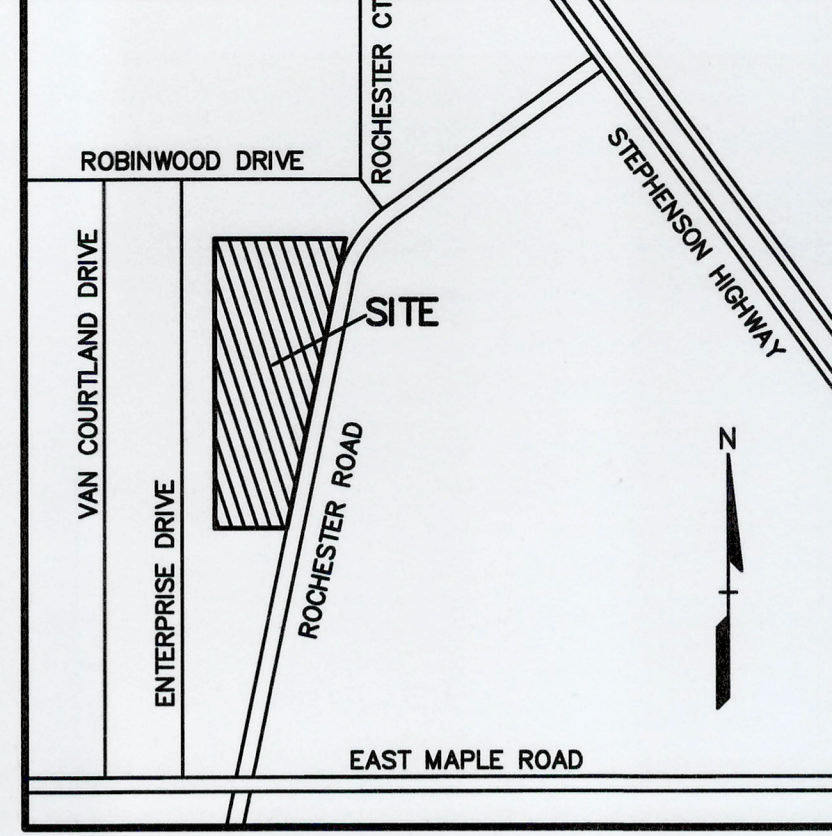 ROCHESTER CT
ROBINWOOD DRIVE
STEPHENSON HIGHWAY
VAN COURTLAND DRIVE
SITE
ROCHESTER ROAD
N
ENTERPRISE DRIVE
EAST MAPLE ROAD